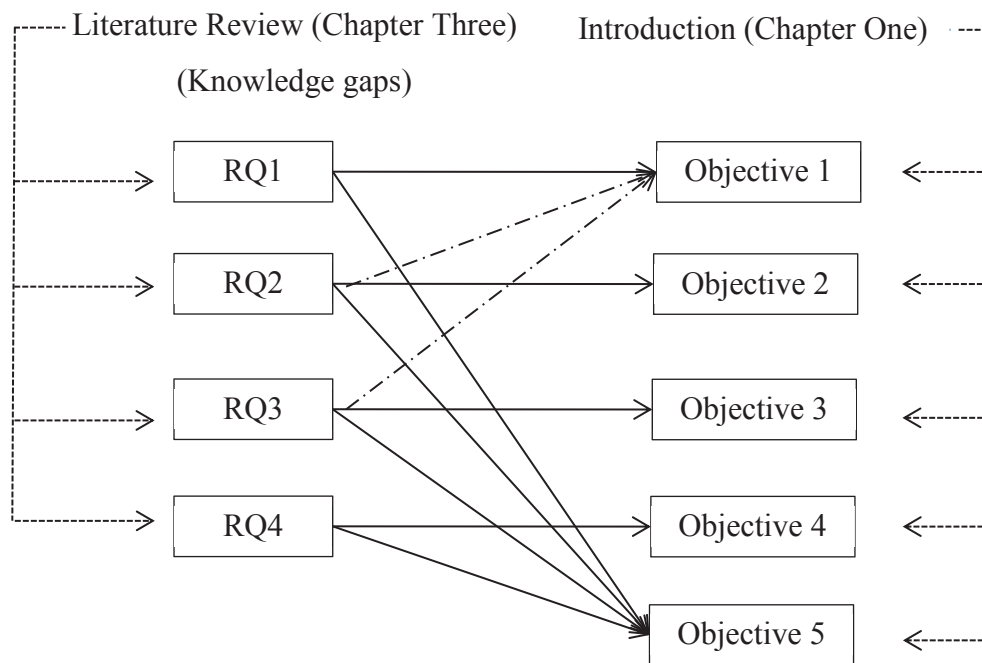 Literature Review (Chapter Three)
Introduction (Chapter One)
(Knowledge gaps)
RQ1
Objective 1
RQ2
Objective 2
RQ3
Objective 3
RQ4
Objective 4
Objective 5